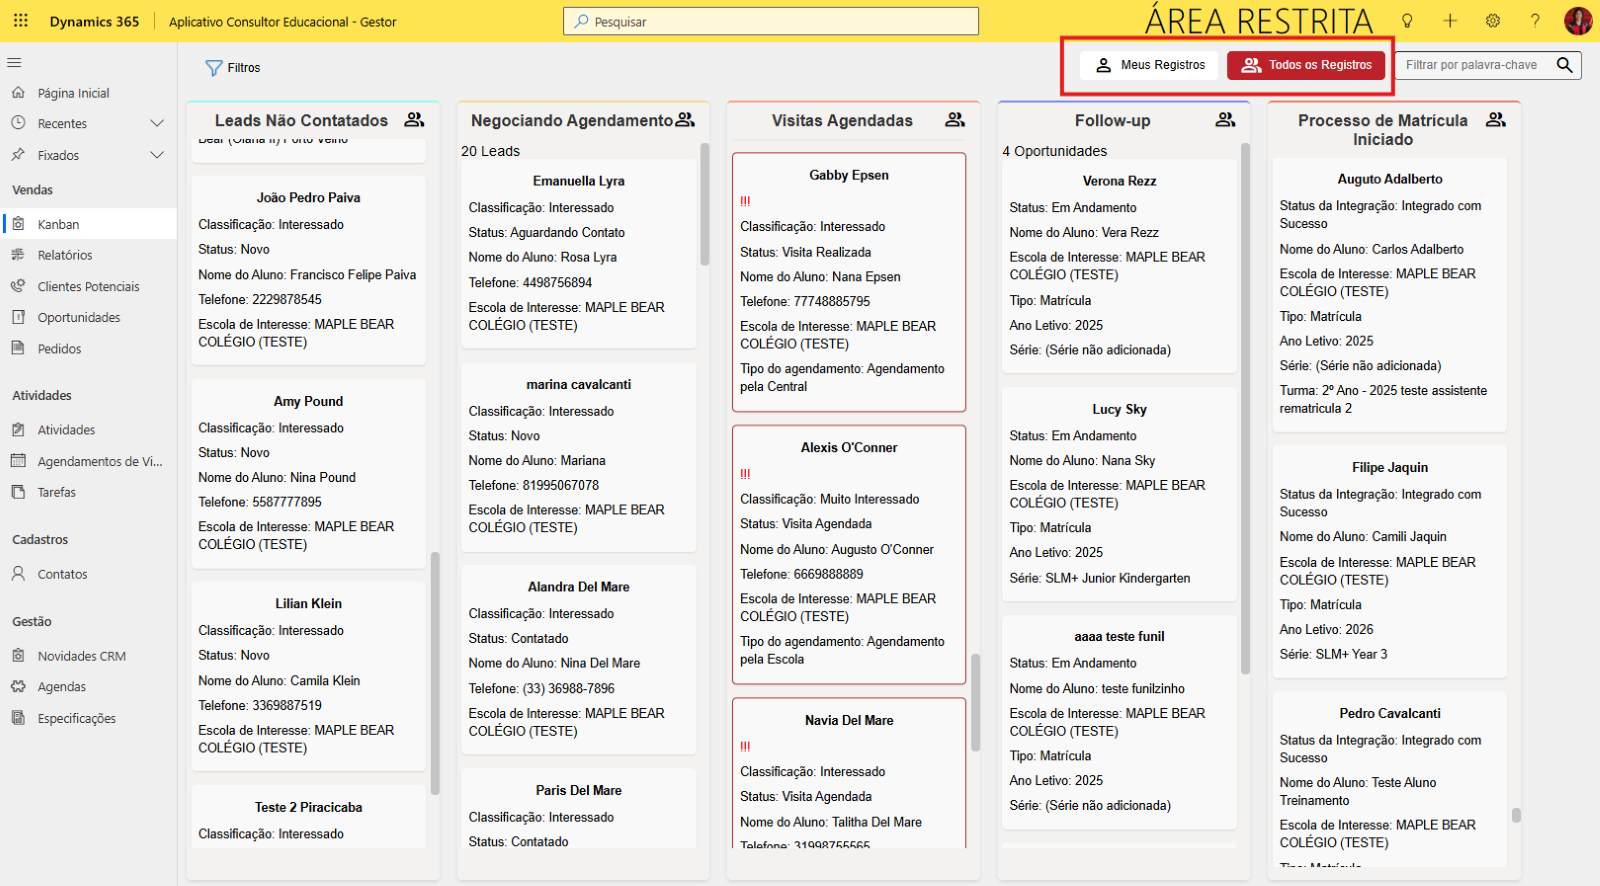 Dynamics 365
Aplicativo Consultor Educacional - Gestor
Pesquisar
ÁREA RESTRITA
Filtros
Meus Registros
Todos os Registros
Filtrar por palavra-chave
Página Inicial
Recentes
Fixados
Vendas
Kanban
Relatórios
Clientes Potenciais
Oportunidades
Pedidos
Atividades
Atividades
Agendamentos de Vi...
Tarefas
Cadastros
Contatos
Gestão
Novidades CRM
Agendas
Especificações
Leads Não Contatados
Bear (Olaria II) Porto Velho
João Pedro Paiva
Classificação: Interessado
Status: Novo
Nome do Aluno: Francisco Felipe Paiva
Telefone: 2229878545
Escola de Interesse: MAPLE BEAR
COLÉGIO (TESTE)
Amy Pound
Classificação: Interessado
Status: Novo
Nome do Aluno: Nina Pound
Telefone: 5587777895
Escola de Interesse: MAPLE BEAR
COLÉGIO (TESTE)
Lilian Klein
Classificação: Interessado
Status: Novo
Nome do Aluno: Camila Klein
Telefone: 3369887519
Escola de Interesse: MAPLE BEAR
COLÉGIO (TESTE)
Teste 2 Piracicaba
Classificação: Interessado
Negociando Agendamento
20 Leads
Emanuella Lyra
Classificação: Interessado
Status: Aguardando Contato
Nome do Aluno: Rosa Lyra
Telefone: 4498756894
Escola de Interesse: MAPLE BEAR
COLÉGIO (TESTE)
marina cavalcanti
Classificação: Interessado
Status: Novo
Nome do Aluno: Mariana
Telefone: 81995067078
Escola de Interesse: MAPLE BEAR
COLÉGIO (TESTE)
Alandra Del Mare
Classificação: Interessado
Status: Contatado
Nome do Aluno: Nina Del Mare
Telefone: (33) 36988-7896
Escola de Interesse: MAPLE BEAR
COLÉGIO (TESTE)
Paris Del Mare
Classificação: Interessado
Status: Contatado
Visitas Agendadas
Gabby Epsen
!!!
Classificação: Interessado
Status: Visita Realizada
Nome do Aluno: Nana Epsen
Telefone: 77748885795
Escola de Interesse: MAPLE BEAR
COLÉGIO (TESTE)
Tipo do agendamento: Agendamento
pela Central
Alexis O'Conner
!!!
Classificação: Muito Interessado
Status: Visita Agendada
Nome do Aluno: Augusto O'Conner
Telefone: 6669888889
Escola de Interesse: MAPLE BEAR
COLÉGIO (TESTE)
Tipo do agendamento: Agendamento
pela Escola
Navia Del Mare
!!!
Classificação: Interessado
Status: Visita Agendada
Nome do Aluno: Talitha Del Mare
Telefone: 31998755565
Follow-up
4 Oportunidades
Verona Rezz
Status: Em Andamento
Nome do Aluno: Vera Rezz
Escola de Interesse: MAPLE BEAR
COLÉGIO (TESTE)
Tipo: Matrícula
Ano Letivo: 2025
Série: (Série não adicionada)
Lucy Sky
Status: Em Andamento
Nome do Aluno: Nana Sky
Escola de Interesse: MAPLE BEAR
COLÉGIO (TESTE)
Tipo: Matrícula
Ano Letivo: 2025
Série: SLM+ Junior Kindergarten
aaaa teste funil
Status: Em Andamento
Nome do Aluno: teste funilzinho
Escola de Interesse: MAPLE BEAR
COLÉGIO (TESTE)
Tipo: Matrícula
Ano Letivo: 2025
Série: (Série não adicionada)
Processo de Matrícula
Iniciado
Auguto Adalberto
Status da Integração: Integrado com
Sucesso
Nome do Aluno: Carlos Adalberto
Escola de Interesse: MAPLE BEAR
COLÉGIO (TESTE)
Tipo: Matrícula
Ano Letivo: 2025
Série: (Série não adicionada)
Turma: 2º Ano - 2025 teste assistente
rematricula 2
Filipe Jaquin
Status da Integração: Integrado com
Sucesso
Nome do Aluno: Camili Jaquin
Escola de Interesse: MAPLE BEAR
COLÉGIO (TESTE)
Tipo: Matrícula
Ano Letivo: 2026
Série: SLM+ Year 3
Pedro Cavalcanti
Status da Integração: Integrado com
Sucesso
Nome do Aluno: Teste Aluno
Treinamento
Escola de Interesse: MAPLE BEAR
COLÉGIO (TESTE)
Tipo: Matrícula